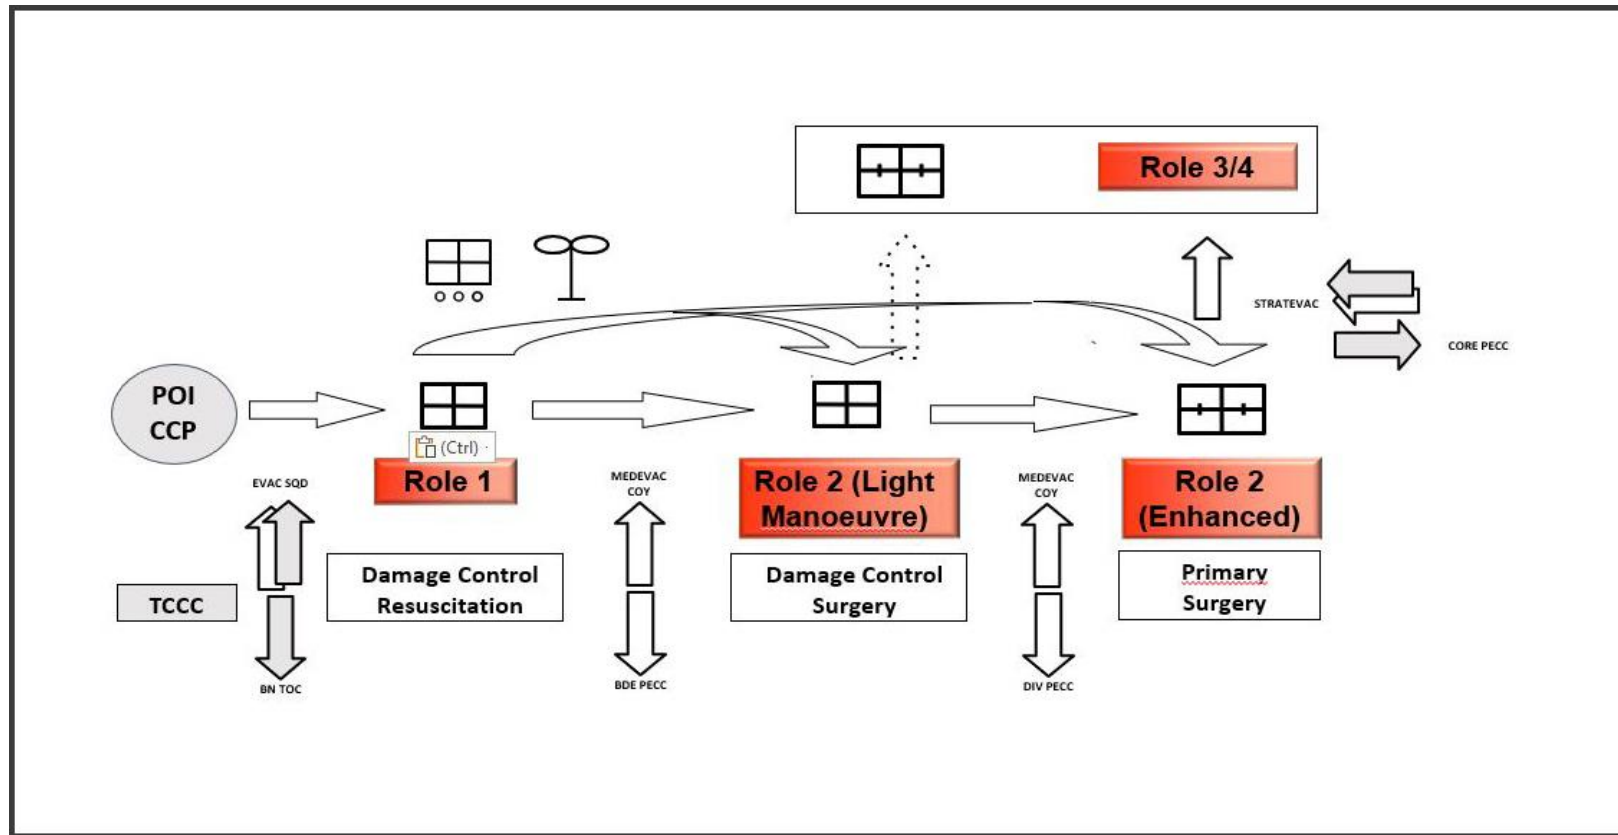 Role 3/4
STRATEVAC
CORE PECC
POI
CCP
(Ctrl)
Role 1
Role 2 (Light
Manoeuvre)
Role 2
(Enhanced)
EVAC SQD
MEDEVAC
COY
MEDEVAC
COY
TCCC
Damage Control
Resuscitation
Damage Control
Surgery
Primary
Surgery
BN TOC
BDE PECC
DIV PECC